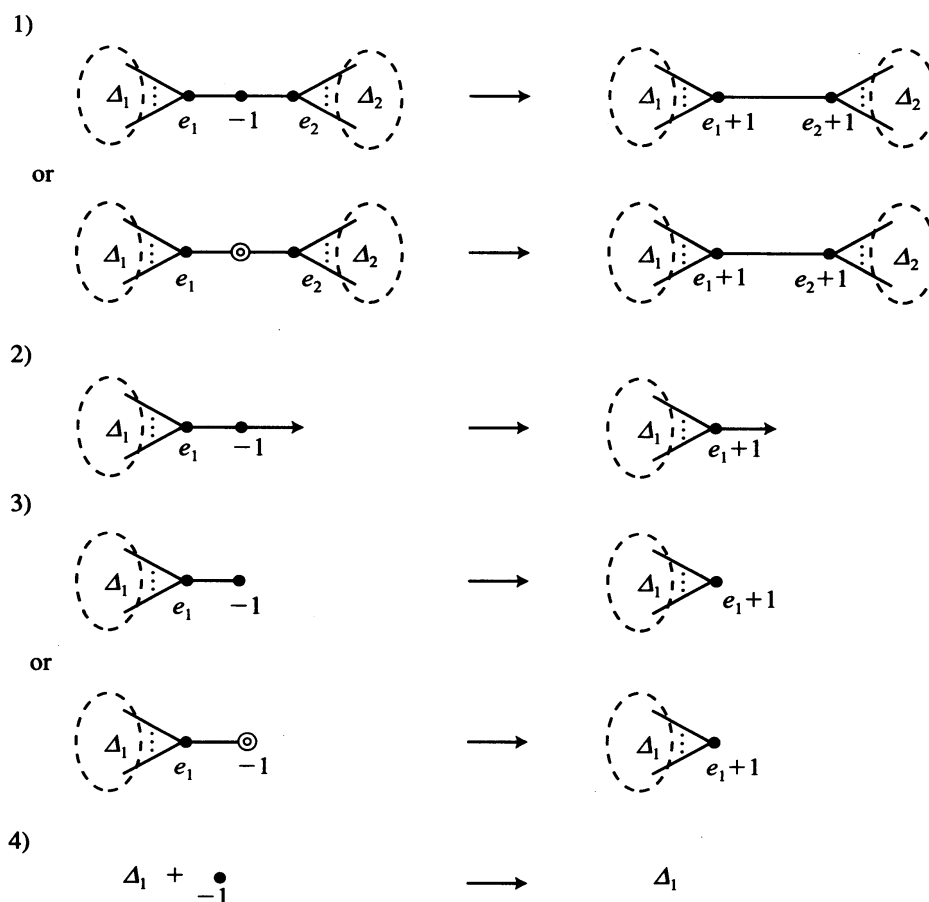 1)
Δ₁ e₁ −1 e₂ Δ₂ Δ₁ e₁+1 e₂+1 Δ₂
or
Δ₁ e₁ e₂ Δ₂ Δ₁ e₁+1 e₂+1 Δ₂
2)
Δ₁ e₁ −1 Δ₁ e₁+1
3)
Δ₁ e₁ −1 Δ₁ e₁+1
or
Δ₁ e₁ −1 Δ₁ e₁+1
4)
Δ₁ + −1 Δ₁